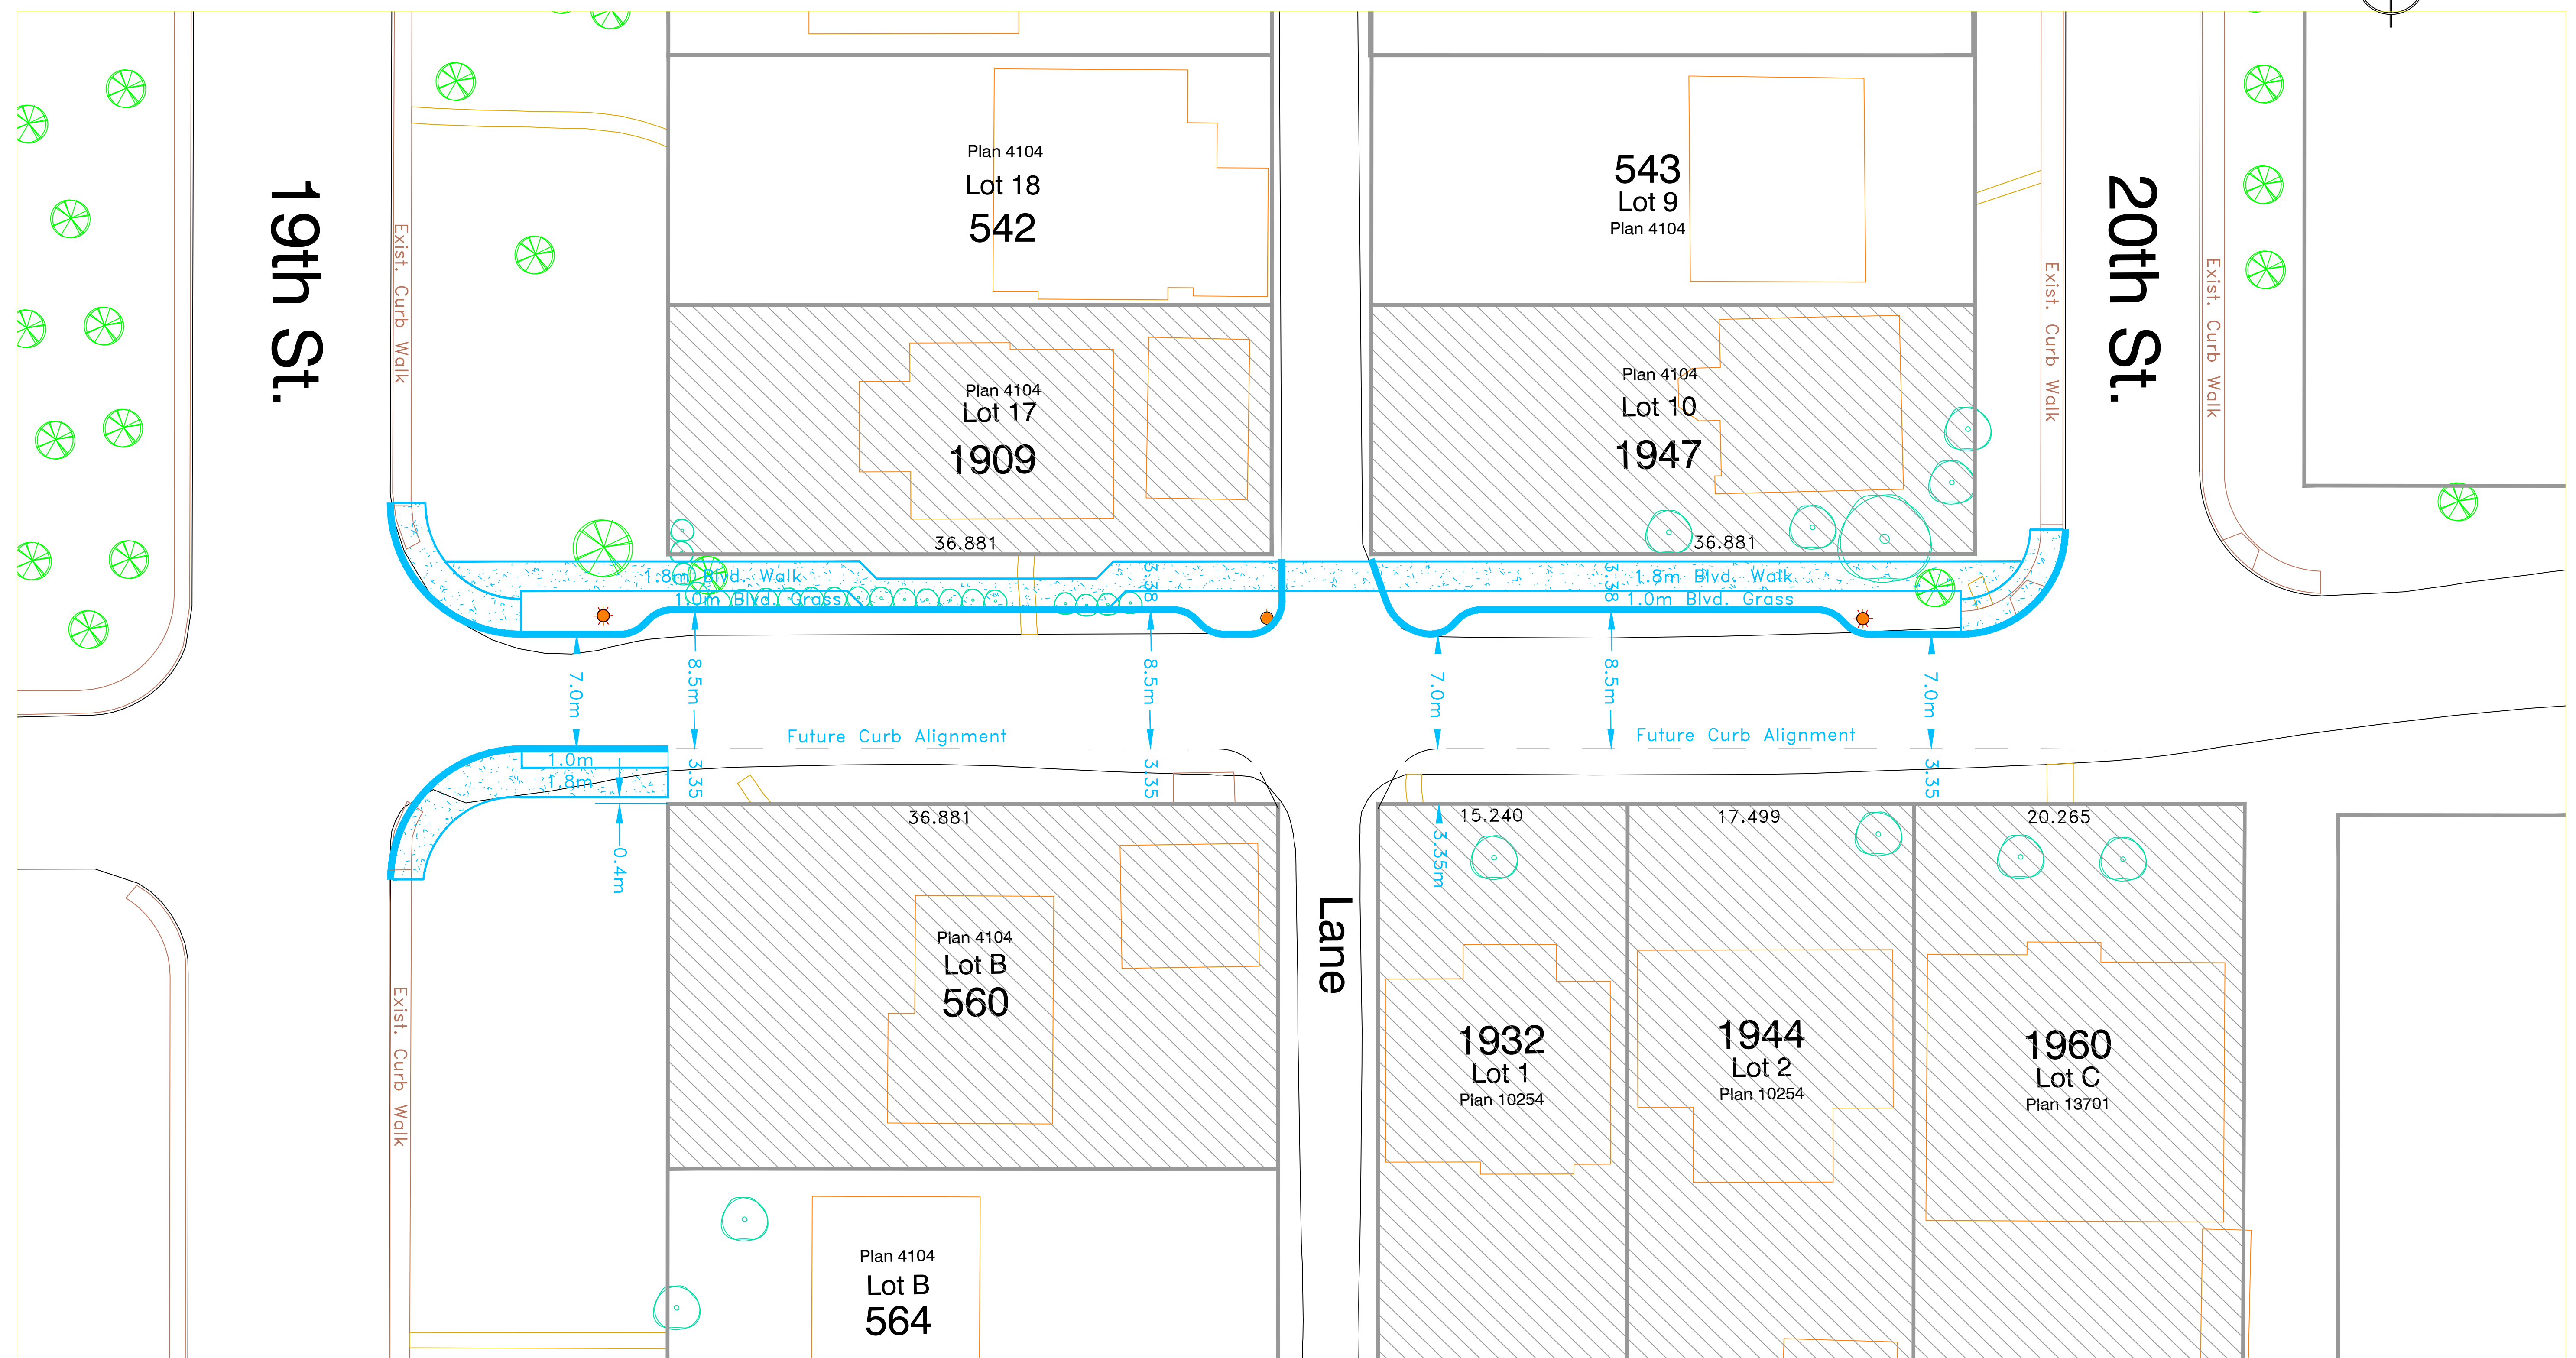 19th St.
Exist. Curb Walk
Plan 4104
Lot 18
542
543
Lot 9
Plan 4104
Exist. Curb Walk
20th St.
Exist. Curb Walk
Plan 4104
Lot 17
1909
36.881
Plan 4104
Lot 10
1947
36.881
1.8m Blvd. Walk
1.0m Blvd. Grass
3.38
3.38
1.8m Blvd. Walk
1.0m Blvd. Grass
7.0m
8.5m
8.5m
7.0m
8.5m
7.0m
Future Curb Alignment
Future Curb Alignment
1.0m
1.8m
0.4m
3.35
3.35
3.35m
3.35
36.881
15.240
17.499
20.265
Lane
Plan 4104
Lot B
560
1932
Lot 1
Plan 10254
1944
Lot 2
Plan 10254
1960
Lot C
Plan 13701
Exist. Curb Walk
Plan 4104
Lot B
564